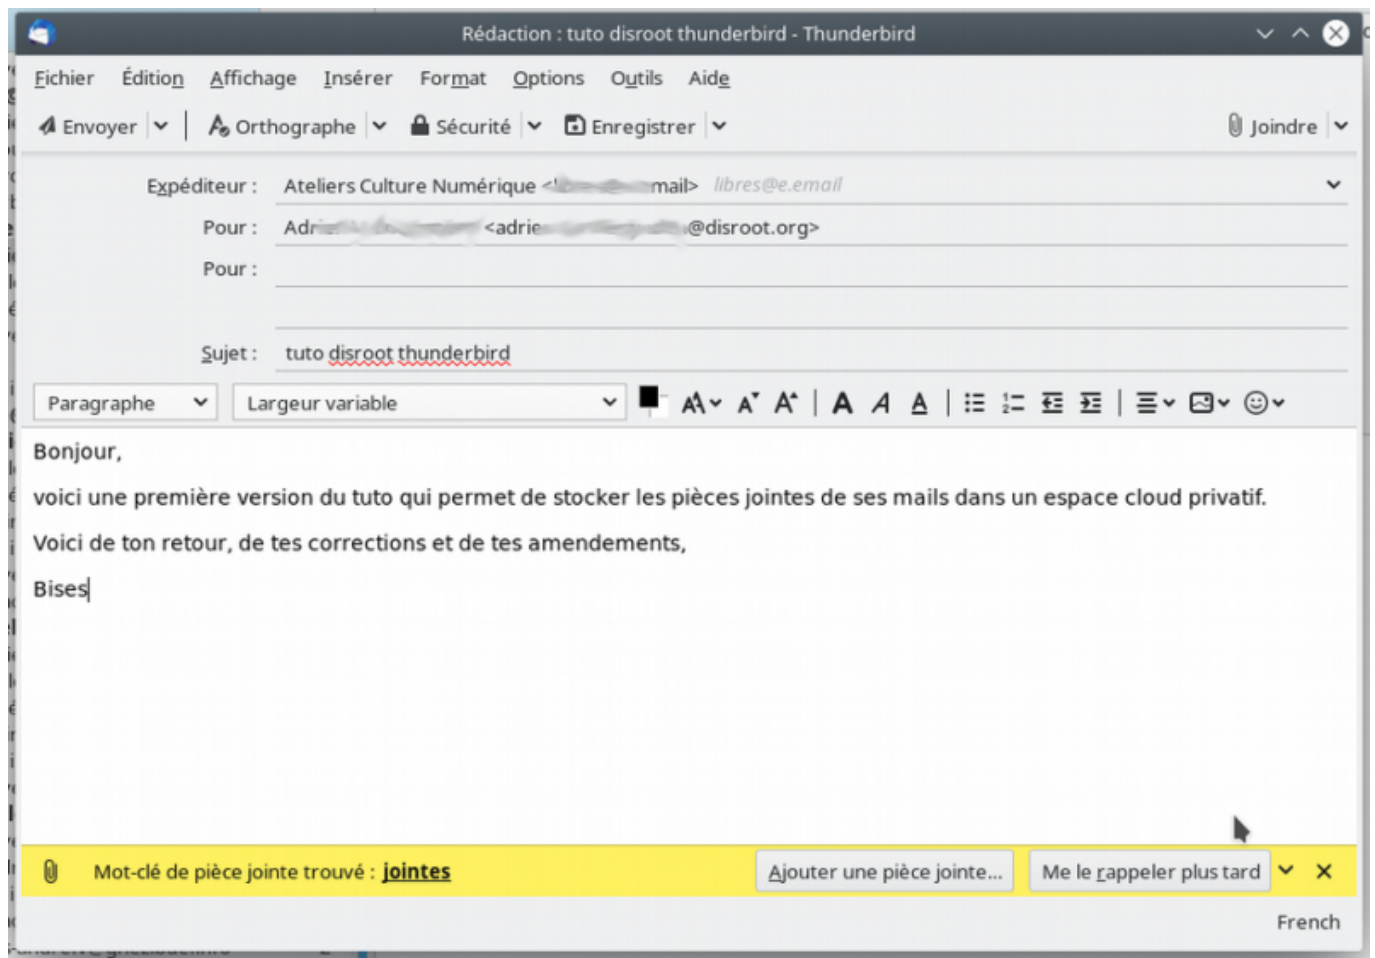 Rédaction : tuto disroot thunderbird - Thunderbird
Fichier Édition Affichage Insérer Format Options Outils Aide
Envoyer Orthographe Sécurité Enregistrer Joindre
Expéditeur : Ateliers Culture Numérique < mail> libres@e.email
Pour : Adri <adrie @disroot.org>
Pour :
Sujet : tuto disroot thunderbird
Paragraphe Largeur variable
Bonjour,
voici une première version du tuto qui permet de stocker les pièces jointes de ses mails dans un espace cloud privatif.
Voici de ton retour, de tes corrections et de tes amendements,
Bises
Mot-clé de pièce jointe trouvé : jointes Ajouter une pièce jointe... Me le rappeler plus tard
French